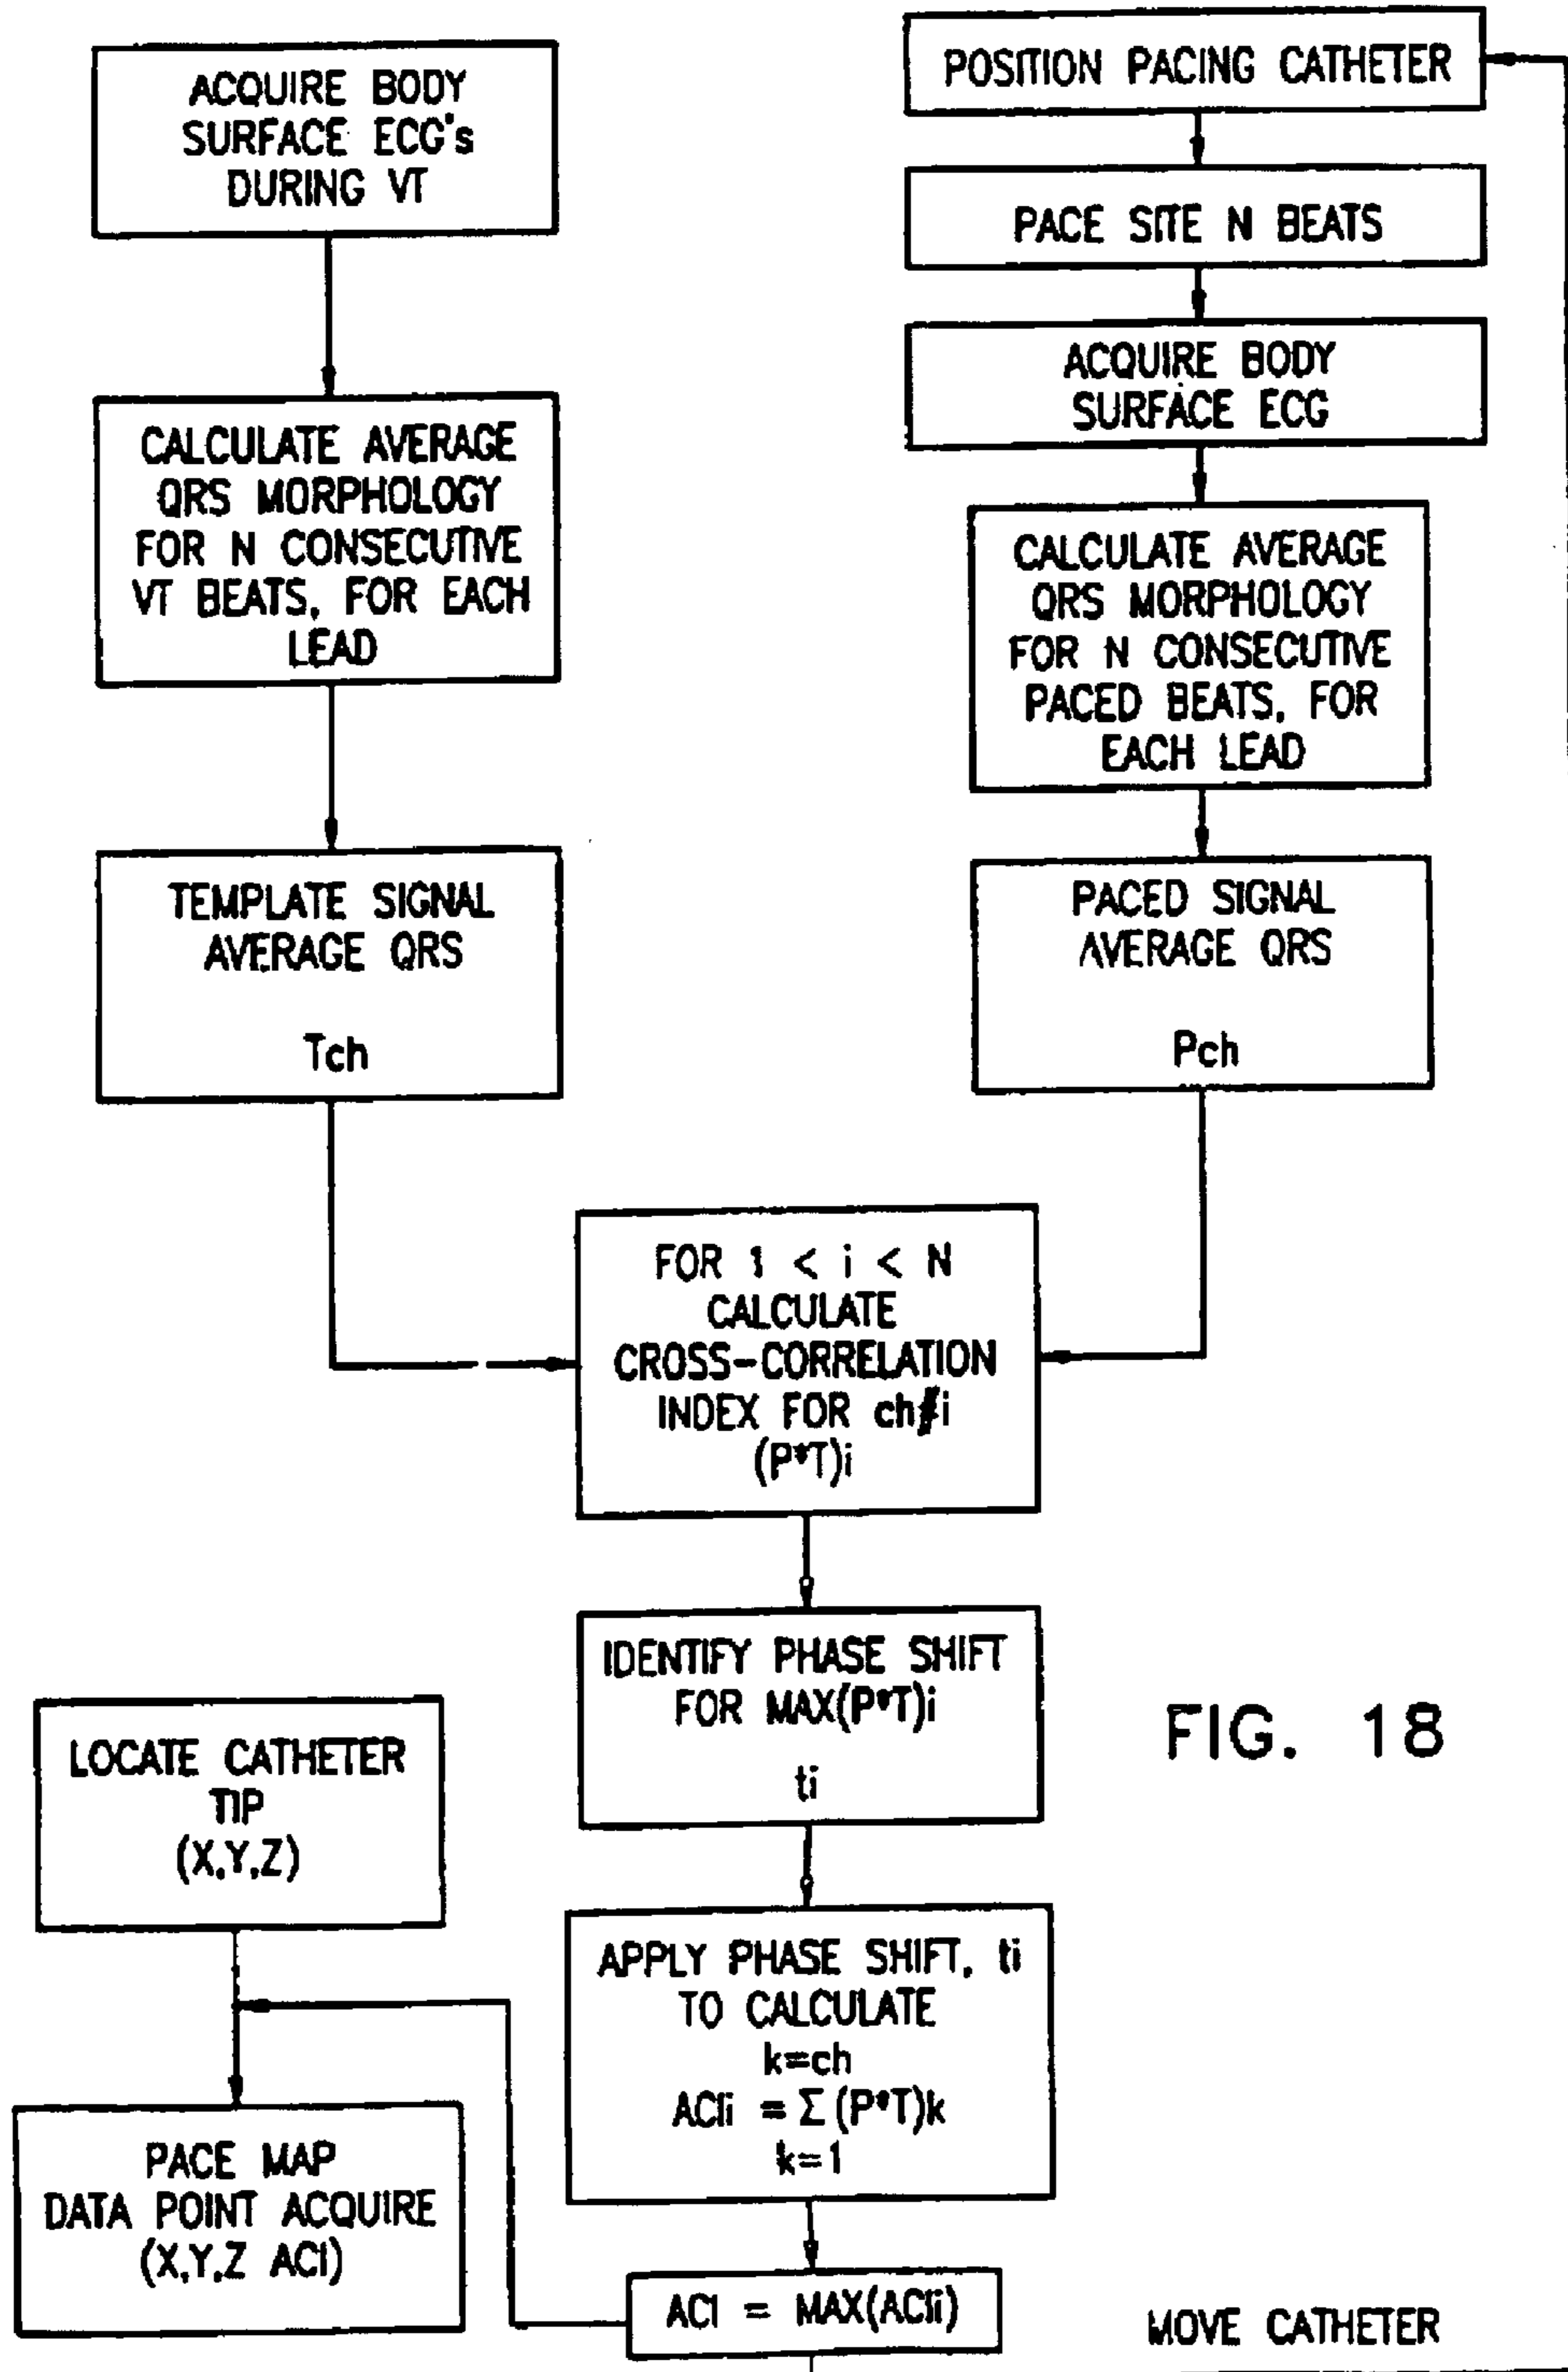 ACQUIRE BODY
SURFACE ECG's
DURING VT
CALCULATE AVERAGE
QRS MORPHOLOGY
FOR N CONSECUTIVE
VT BEATS, FOR EACH
LEAD
TEMPLATE SIGNAL
AVERAGE QRS
Tch
POSITION PACING CATHETER
PACE SITE N BEATS
ACQUIRE BODY
SURFACE ECG
CALCULATE AVERAGE
QRS MORPHOLOGY
FOR N CONSECUTIVE
PACED BEATS, FOR
EACH LEAD
PACED SIGNAL
AVERAGE QRS
Pch
FOR 1 < i < N
CALCULATE
CROSS-CORRELATION
INDEX FOR ch#i
(P*T)i
IDENTIFY PHASE SHIFT
FOR MAX(P*T)i
ti
FIG. 18
LOCATE CATHETER
TIP
(X,Y,Z)
APPLY PHASE SHIFT, ti
TO CALCULATE
k=ch
ACIi = Σ (P*T)k
k=1
PACE MAP
DATA POINT ACQUIRE
(X,Y,Z ACI)
ACI = MAX(ACIi)
MOVE CATHETER